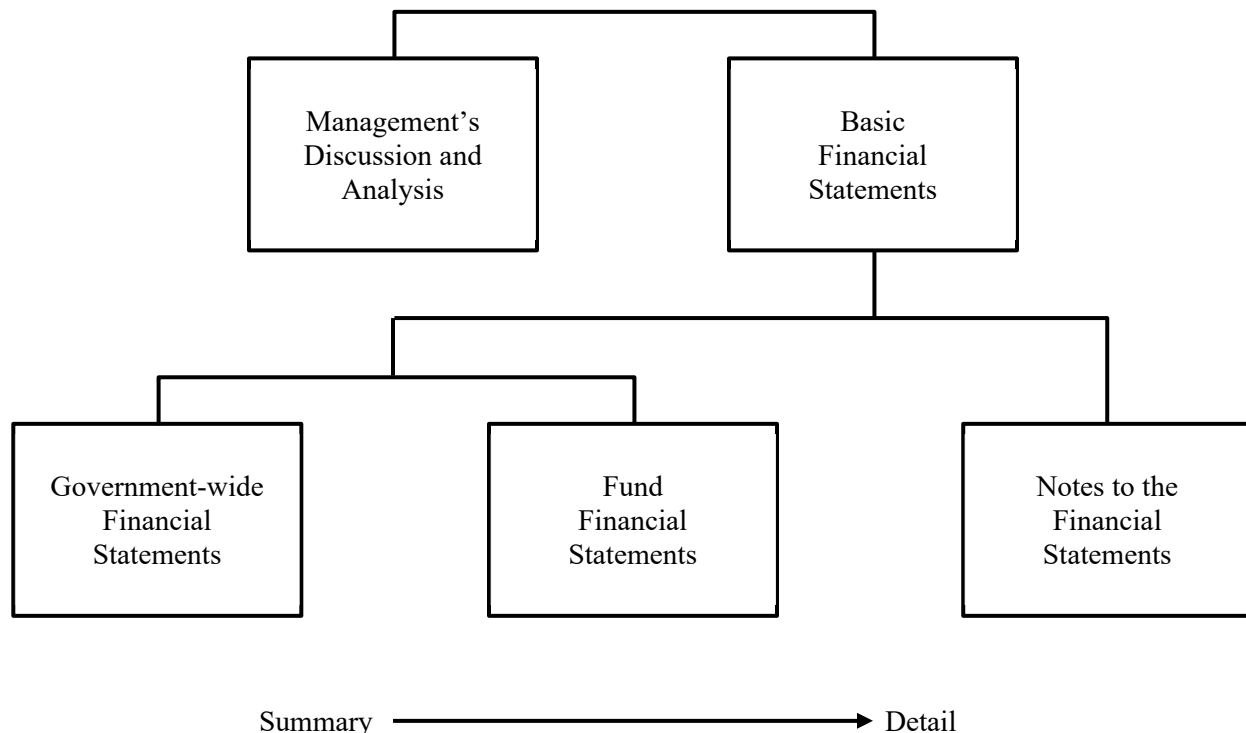 Management’s
Discussion and
Analysis
Basic
Financial
Statements
Government-wide
Financial
Statements
Fund
Financial
Statements
Notes to the
Financial
Statements
Summary
Detail